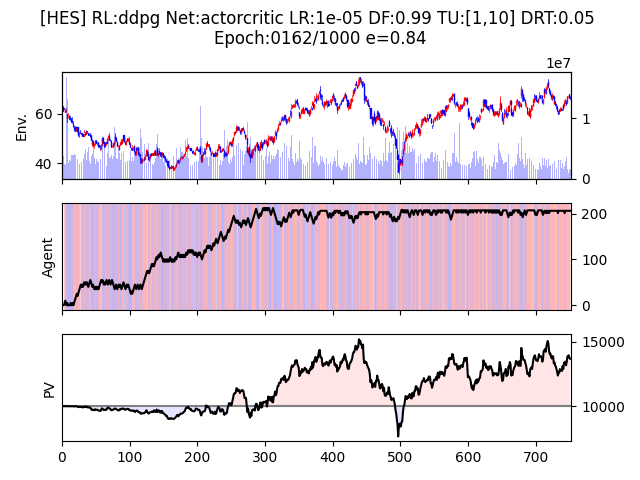 [HES] RL:ddpg Net:actorcritic LR:1e-05 DF:0.99 TU:[1,10] DRT:0.05
Epoch:0162/1000 e=0.84
1e7
Env.
60
40
1
0
Agent
200
100
0
PV
15000
10000
0 100 200 300 400 500 600 700